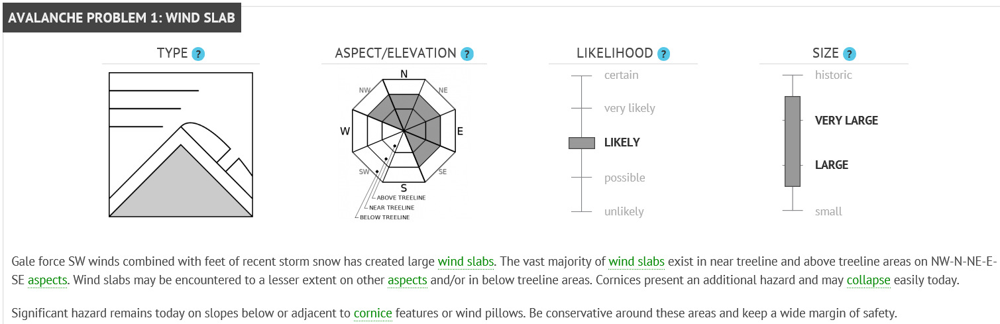 AVALANCHE PROBLEM 1: WIND SLAB
TYPE ?
ASPECT/ELEVATION ?
LIKELIHOOD ?
SIZE ?
N
NW
NE
W
E
SW
SE
S
ABOVE TREELINE
NEAR TREELINE
BELOW TREELINE
certain
very likely
LIKELY
possible
unlikely
historic
VERY LARGE
LARGE
small
Gale force SW winds combined with feet of recent storm snow has created large wind slabs. The vast majority of wind slabs exist in near treeline and above treeline areas on NW-N-NE-E-
SE aspects. Wind slabs may be encountered to a lesser extent on other aspects and/or in below treeline areas. Cornices present an additional hazard and may collapse easily today.
Significant hazard remains today on slopes below or adjacent to cornice features or wind pillows. Be conservative around these areas and keep a wide margin of safety.